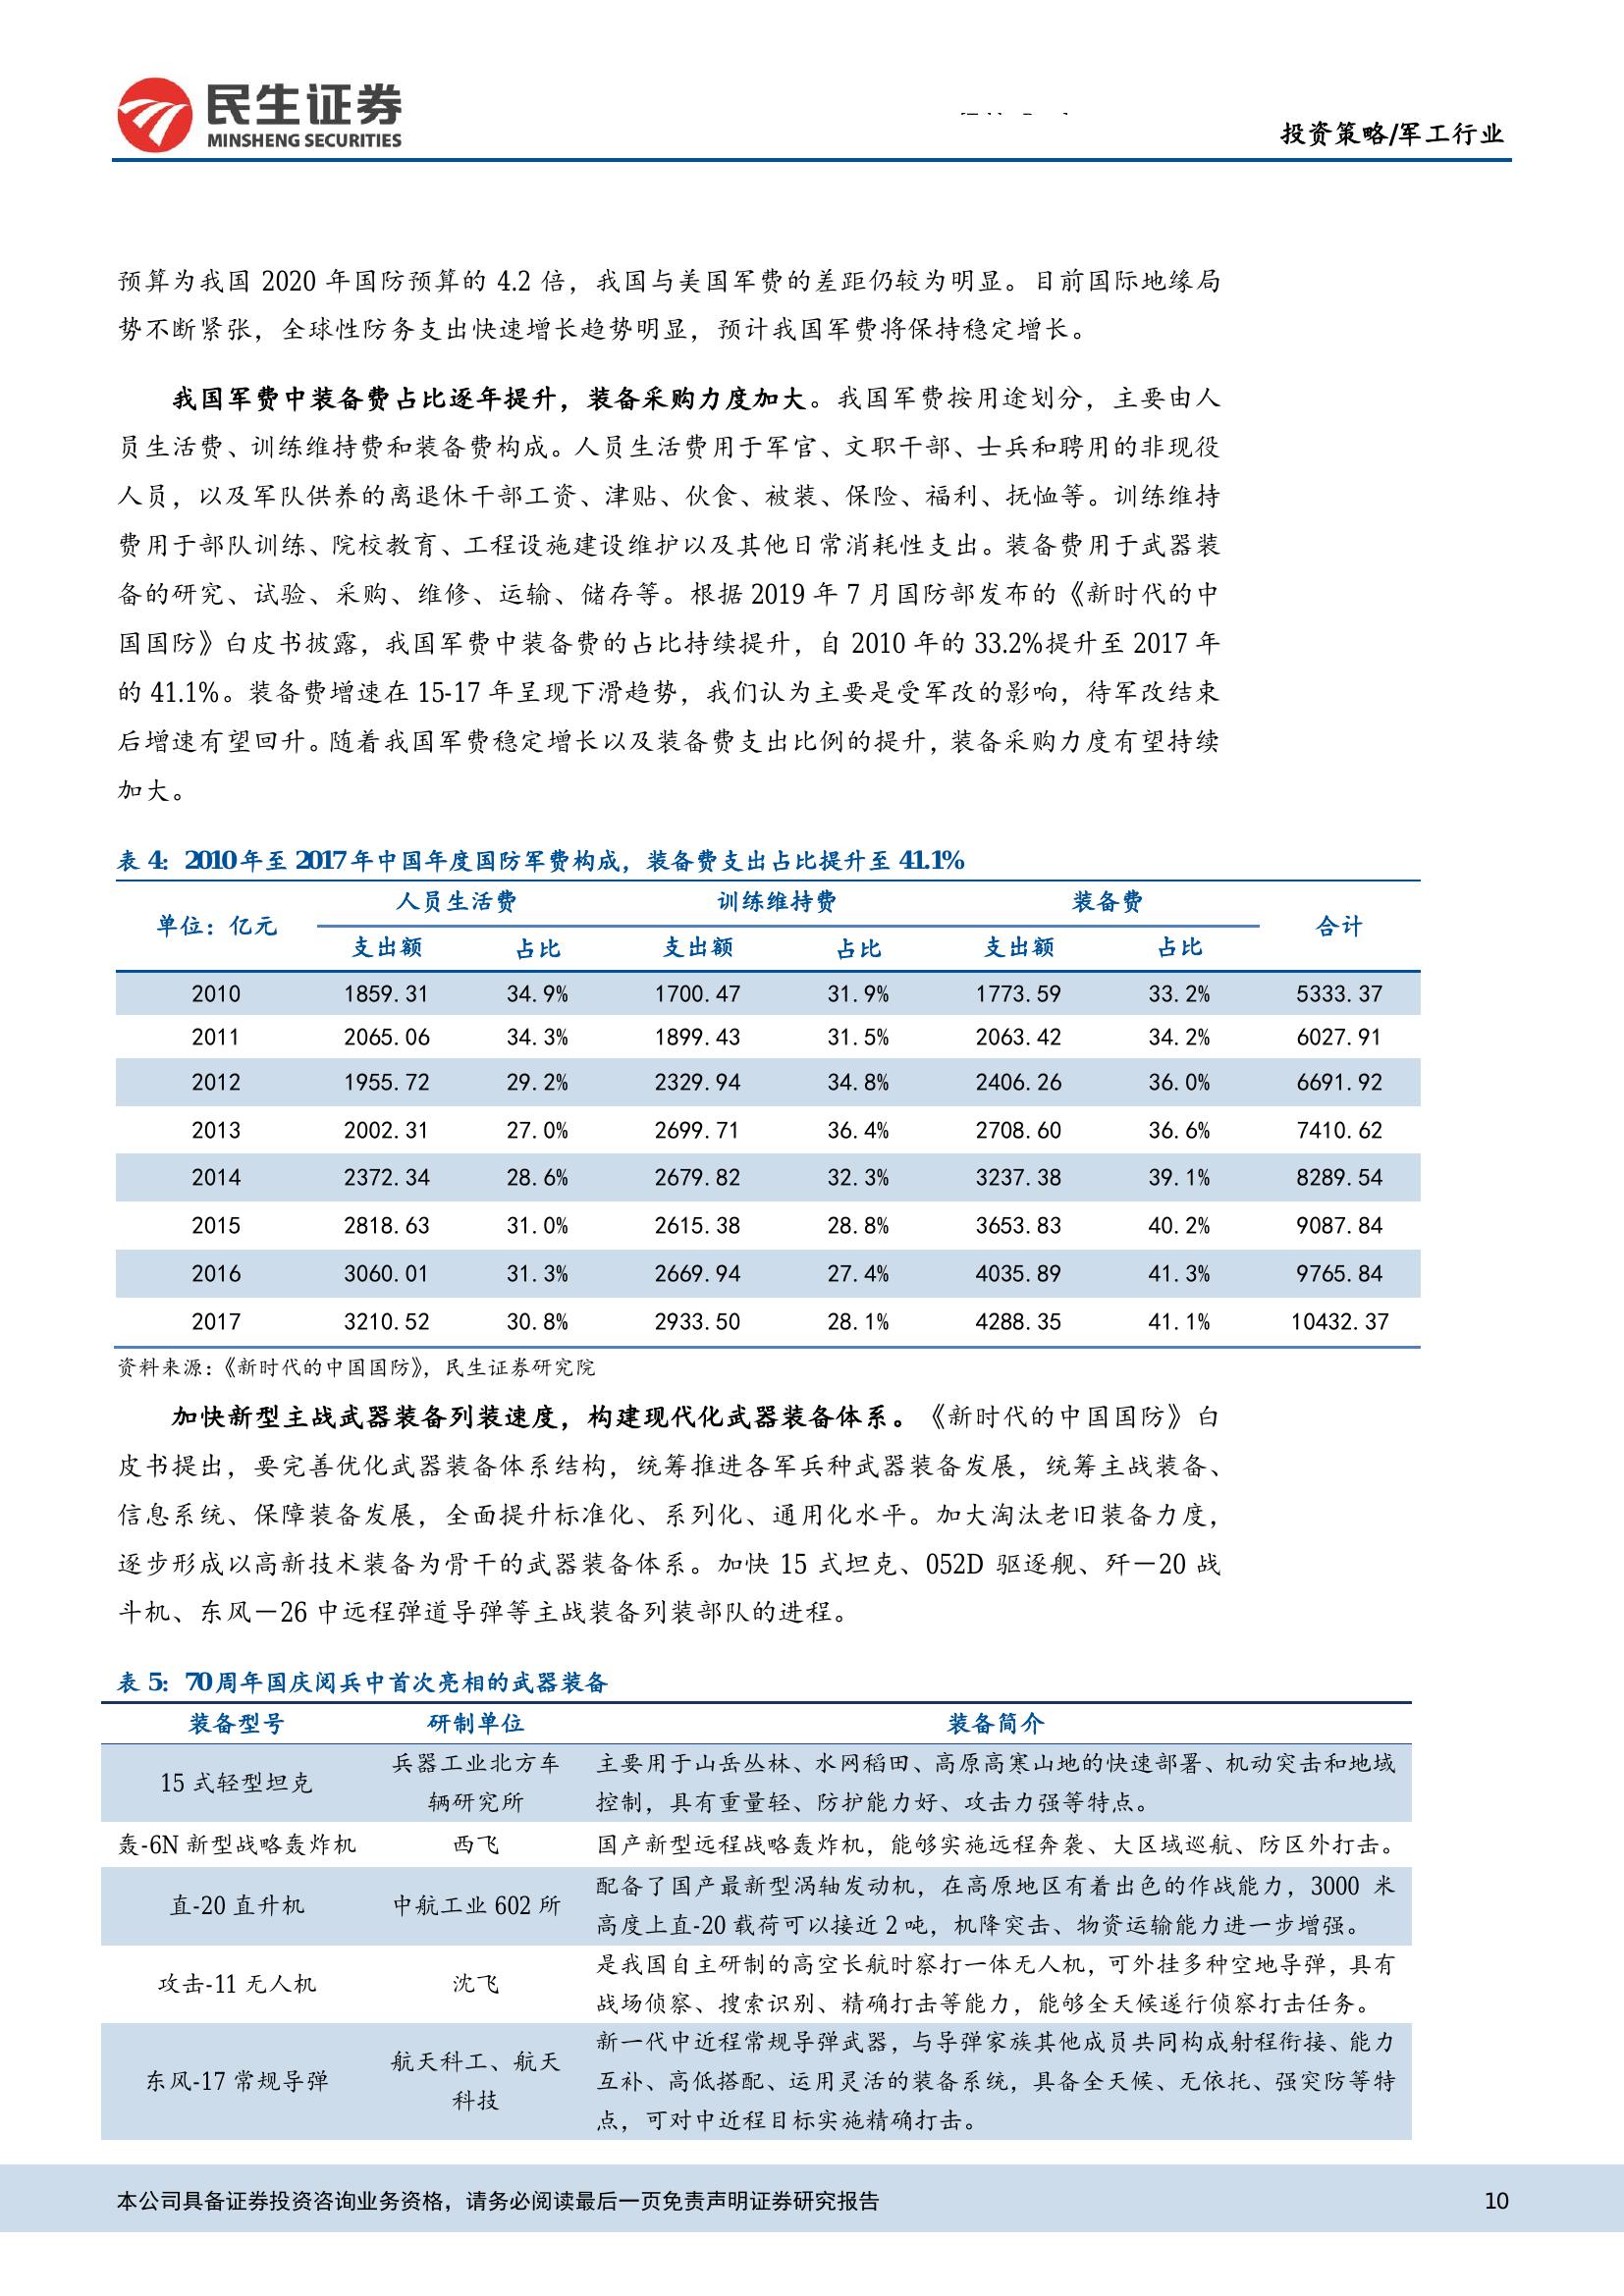 民生证券
MINSHENG SECURITIES
投资策略/军工行业
预算为我国 2020 年国防预算的 4.2 倍，我国与美国军费的差距仍较为明显。目前国际地缘局
势不断紧张，全球性防务支出快速增长趋势明显，预计我国军费将保持稳定增长。
我国军费中装备费占比逐年提升，装备采购力度加大。我国军费按用途划分，主要由人
员生活费、训练维持费和装备费构成。人员生活费用于军官、文职干部、士兵和聘用的非现役
人员，以及军队供养的离退休干部工资、津贴、伙食、被装、保险、福利、抚恤等。训练维持
费用于部队训练、院校教育、工程设施建设维护以及其他日常消耗性支出。装备费用于武器装
备的研究、试验、采购、维修、运输、储存等。根据 2019 年 7 月国防部发布的《新时代的中
国国防》白皮书披露，我国军费中装备费的占比持续提升，自 2010 年的 33.2%提升至 2017 年
的 41.1%。装备费增速在 15-17 年呈现下滑趋势，我们认为主要是受军改的影响，待军改结束
后增速有望回升。随着我国军费稳定增长以及装备费支出比例的提升，装备采购力度有望持续
加大。
表 4：2010 年至 2017 年中国年度国防军费构成，装备费支出占比提升至 41.1%
单位：亿元 人员生活费 训练维持费 装备费 合计
支出额 占比 支出额 占比 支出额 占比
2010 1859.31 34.9% 1700.47 31.9% 1773.59 33.2% 5333.37
2011 2065.06 34.3% 1899.43 31.5% 2063.42 34.2% 6027.91
2012 1955.72 29.2% 2329.94 34.8% 2406.26 36.0% 6691.92
2013 2002.31 27.0% 2699.71 36.4% 2708.60 36.6% 7410.62
2014 2372.34 28.6% 2679.82 32.3% 3237.38 39.1% 8289.54
2015 2818.63 31.0% 2615.38 28.8% 3653.83 40.2% 9087.84
2016 3060.01 31.3% 2669.94 27.4% 4035.89 41.3% 9765.84
2017 3210.52 30.8% 2933.50 28.1% 4288.35 41.1% 10432.37
资料来源：《新时代的中国国防》，民生证券研究院
加快新型主战武器装备列装速度，构建现代化武器装备体系。《新时代的中国国防》白
皮书提出，要完善优化武器装备体系结构，统筹推进各军兵种武器装备发展，统筹主战装备、
信息系统、保障装备发展，全面提升标准化、系列化、通用化水平。加大淘汰老旧装备力度，
逐步形成以高新技术装备为骨干的武器装备体系。加快 15 式坦克、052D 驱逐舰、歼－20 战
斗机、东风－26 中远程弹道导弹等主战装备列装部队的进程。
表 5：70 周年国庆阅兵中首次亮相的武器装备
装备型号 研制单位 装备简介
15 式轻型坦克 兵器工业北方车辆研究所 主要用于山岳丛林、水网稻田、高原高寒山地的快速部署、机动突击和地域
控制，具有重量轻、防护能力好、攻击力强等特点。
轰-6N 新型战略轰炸机 西飞 国产新型远程战略轰炸机，能够实施远程奔袭、大区域巡航、防区外打击。
直-20 直升机 中航工业 602 所 配备了国产最新型涡轴发动机，在高原地区有着出色的作战能力，3000 米
高度上直-20 载荷可以接近 2 吨，机降突击、物资运输能力进一步增强。
攻击-11 无人机 沈飞 是我国自主研制的高空长航时察打一体无人机，可外挂多种空地导弹，具有
战场侦察、搜索识别、精确打击等能力，能够全天候遂行侦察打击任务。
东风-17 常规导弹 航天科工、航天科技 新一代中近程常规导弹武器，与导弹家族其他成员共同构成射程衔接、能力
互补、高低搭配、运用灵活的装备系统，具备全天候、无依托、强突防等特
点，可对中近程目标实施精确打击。
本公司具备证券投资咨询业务资格，请务必阅读最后一页免责声明证券研究报告 10